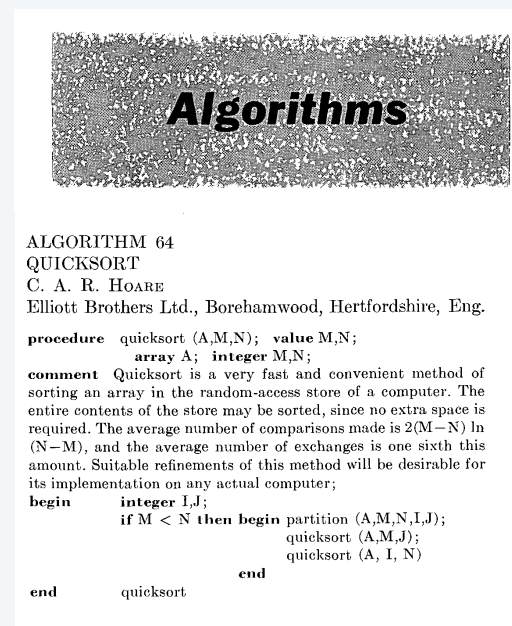 Algorithms
ALGORITHM 64
QUICKSORT
C. A. R. HOARE
Elliott Brothers Ltd., Borehamwood, Hertfordshire, Eng.
procedure quicksort (A,M,N); value M,N;
array A; integer M,N;
comment Quicksort is a very fast and convenient method of
sorting an array in the random-access store of a computer. The
entire contents of the store may be sorted, since no extra space is
required. The average number of comparisons made is 2(M−N) ln
(N−M), and the average number of exchanges is one sixth this
amount. Suitable refinements of this method will be desirable for
its implementation on any actual computer;
begin integer I,J;
if M < N then begin partition (A,M,N,I,J);
quicksort (A,M,J);
quicksort (A, I, N)
end
end quicksort